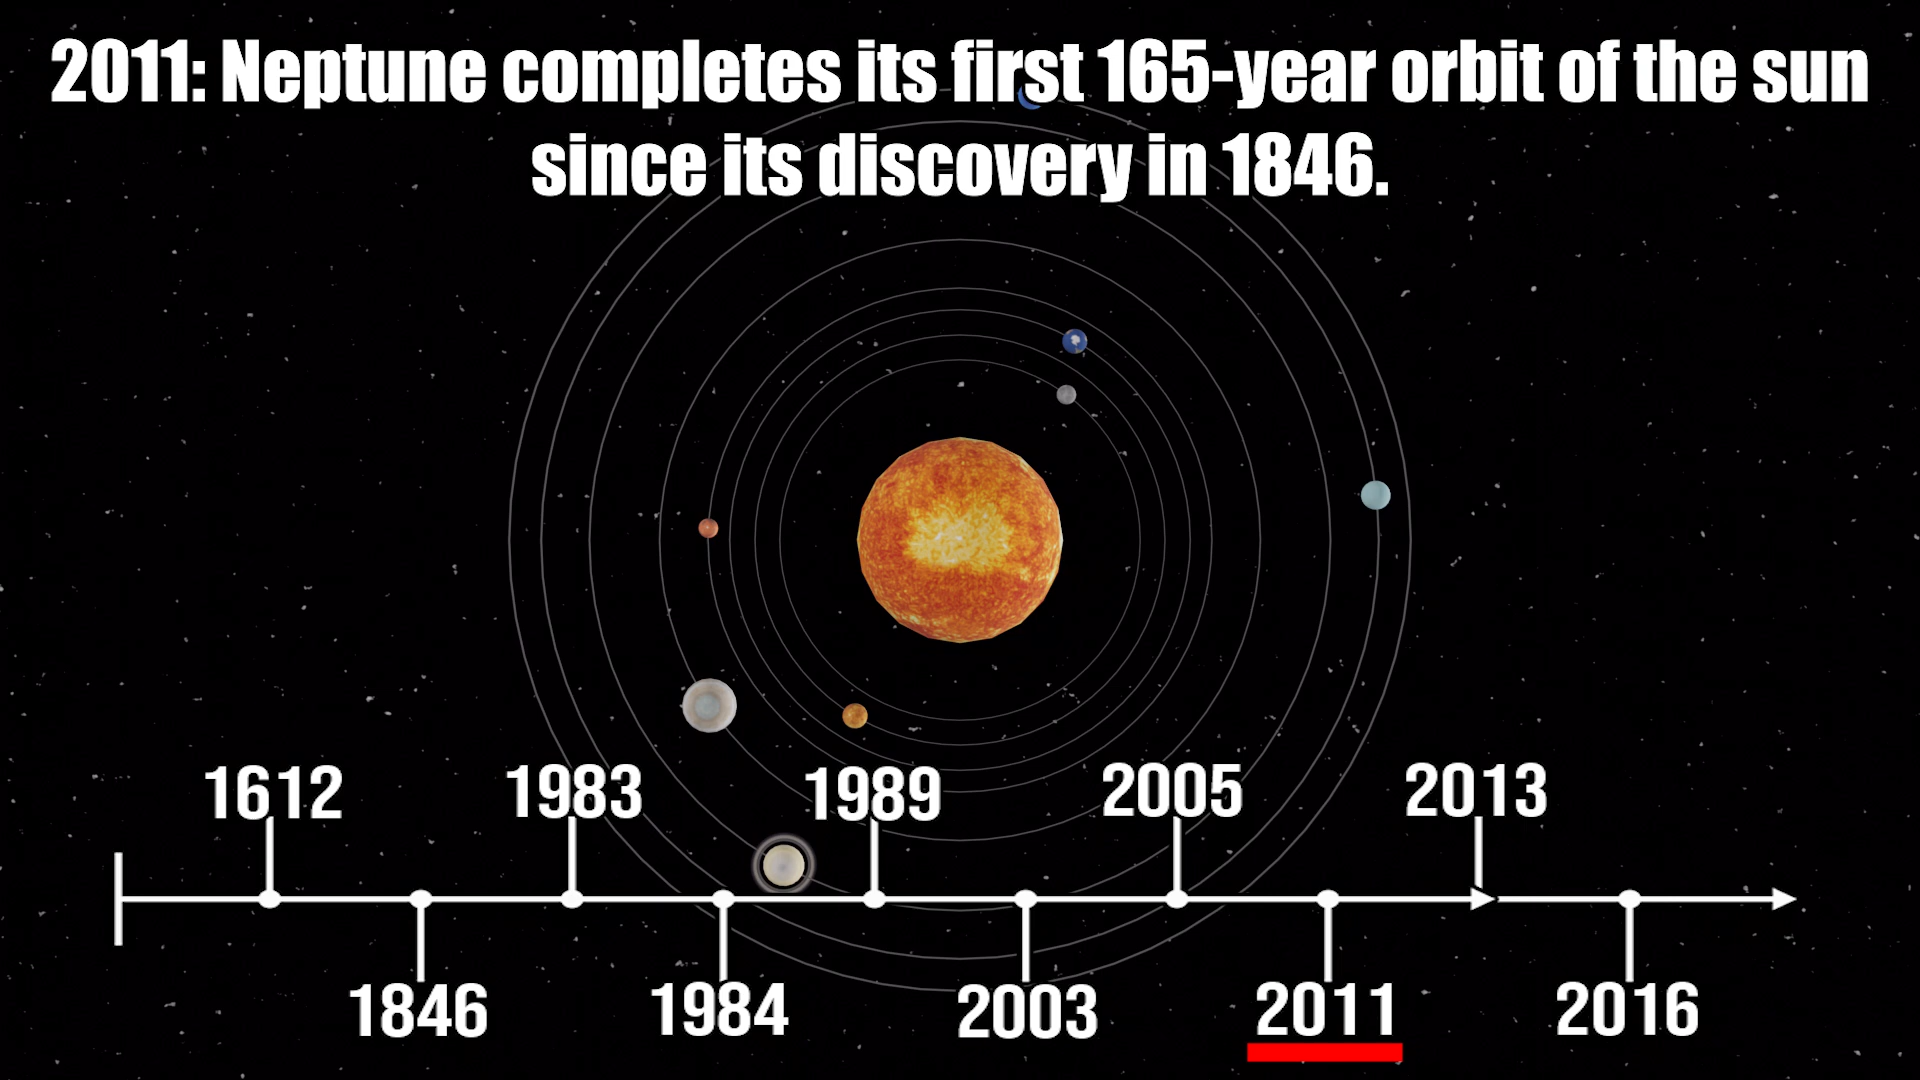 2011: Neptune completes its first 165-year orbit of the sun
since its discovery in 1846.
1612 1983 1989 2005 2013
1846 1984 2003 2011 2016